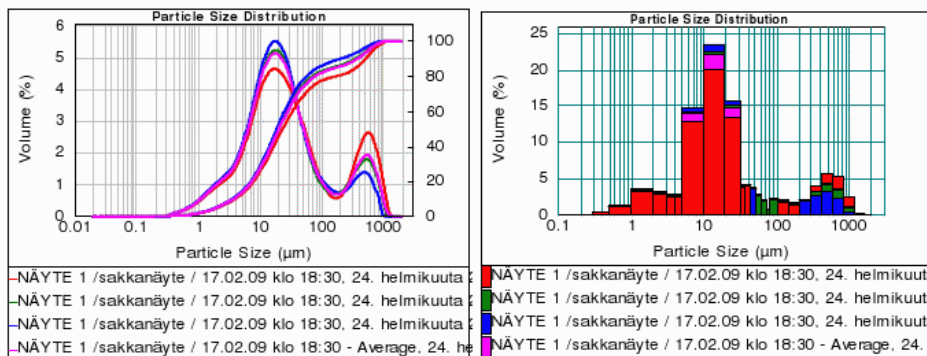 Particle Size Distribution
6
5
4
3
2
1
0
Volume (%)
100
80
60
40
20
0
0.01
0.1
1
10
100
1000
Particle Size (µm)
NÄYTE 1 /sakkanäyte / 17.02.09 klo 18:30, 24. helmikuuta
NÄYTE 1 /sakkanäyte / 17.02.09 klo 18:30, 24. helmikuuta
NÄYTE 1 /sakkanäyte / 17.02.09 klo 18:30, 24. helmikuuta
NÄYTE 1 /sakkanäyte / 17.02.09 klo 18:30 - Average, 24. he
Particle Size Distribution
25
20
15
10
5
0
Volume (%)
0.1
1
10
100
1000
Particle Size (µm)
NÄYTE 1 /sakkanäyte / 17.02.09 klo 18:30, 24. helmikuut
NÄYTE 1 /sakkanäyte / 17.02.09 klo 18:30, 24. helmikuut
NÄYTE 1 /sakkanäyte / 17.02.09 klo 18:30, 24. helmikuut
NÄYTE 1 /sakkanäyte / 17.02.09 klo 18:30 - Average, 24.